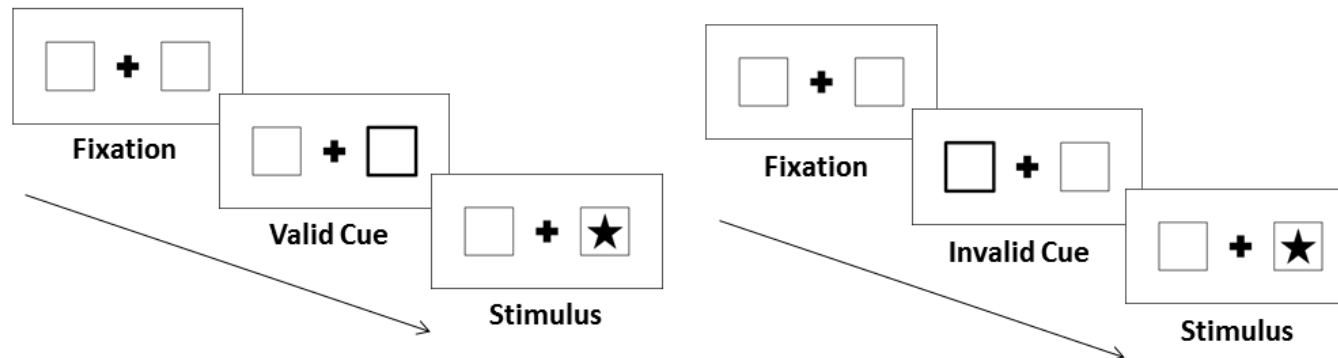 Fixation
Valid Cue
Stimulus
Fixation
Invalid Cue
Stimulus